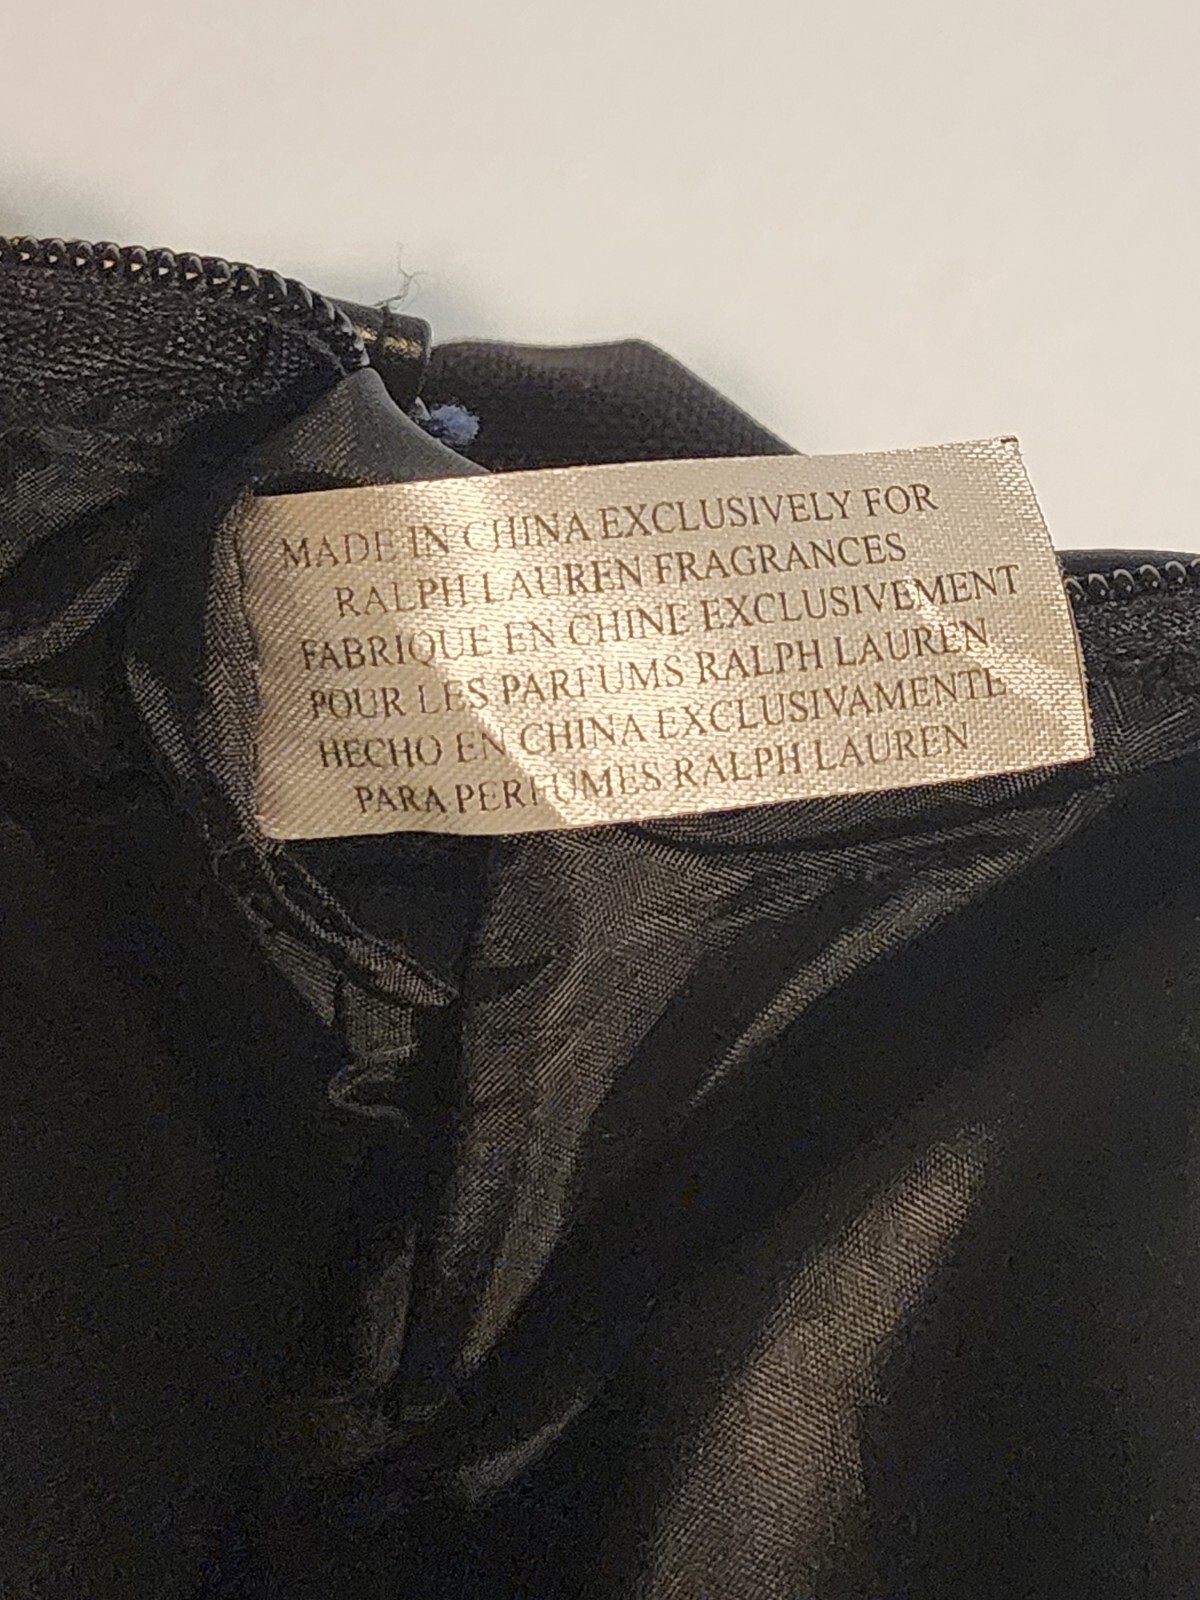 MADE IN CHINA EXCLUSIVELY FOR
RALPH LAUREN FRAGRANCES
FABRIQUE EN CHINE EXCLUSIVEMENT
POUR LES PARFUMS RALPH LAUREN
HECHO EN CHINA EXCLUSIVAMENTE
PARA PERFUMES RALPH LAUREN